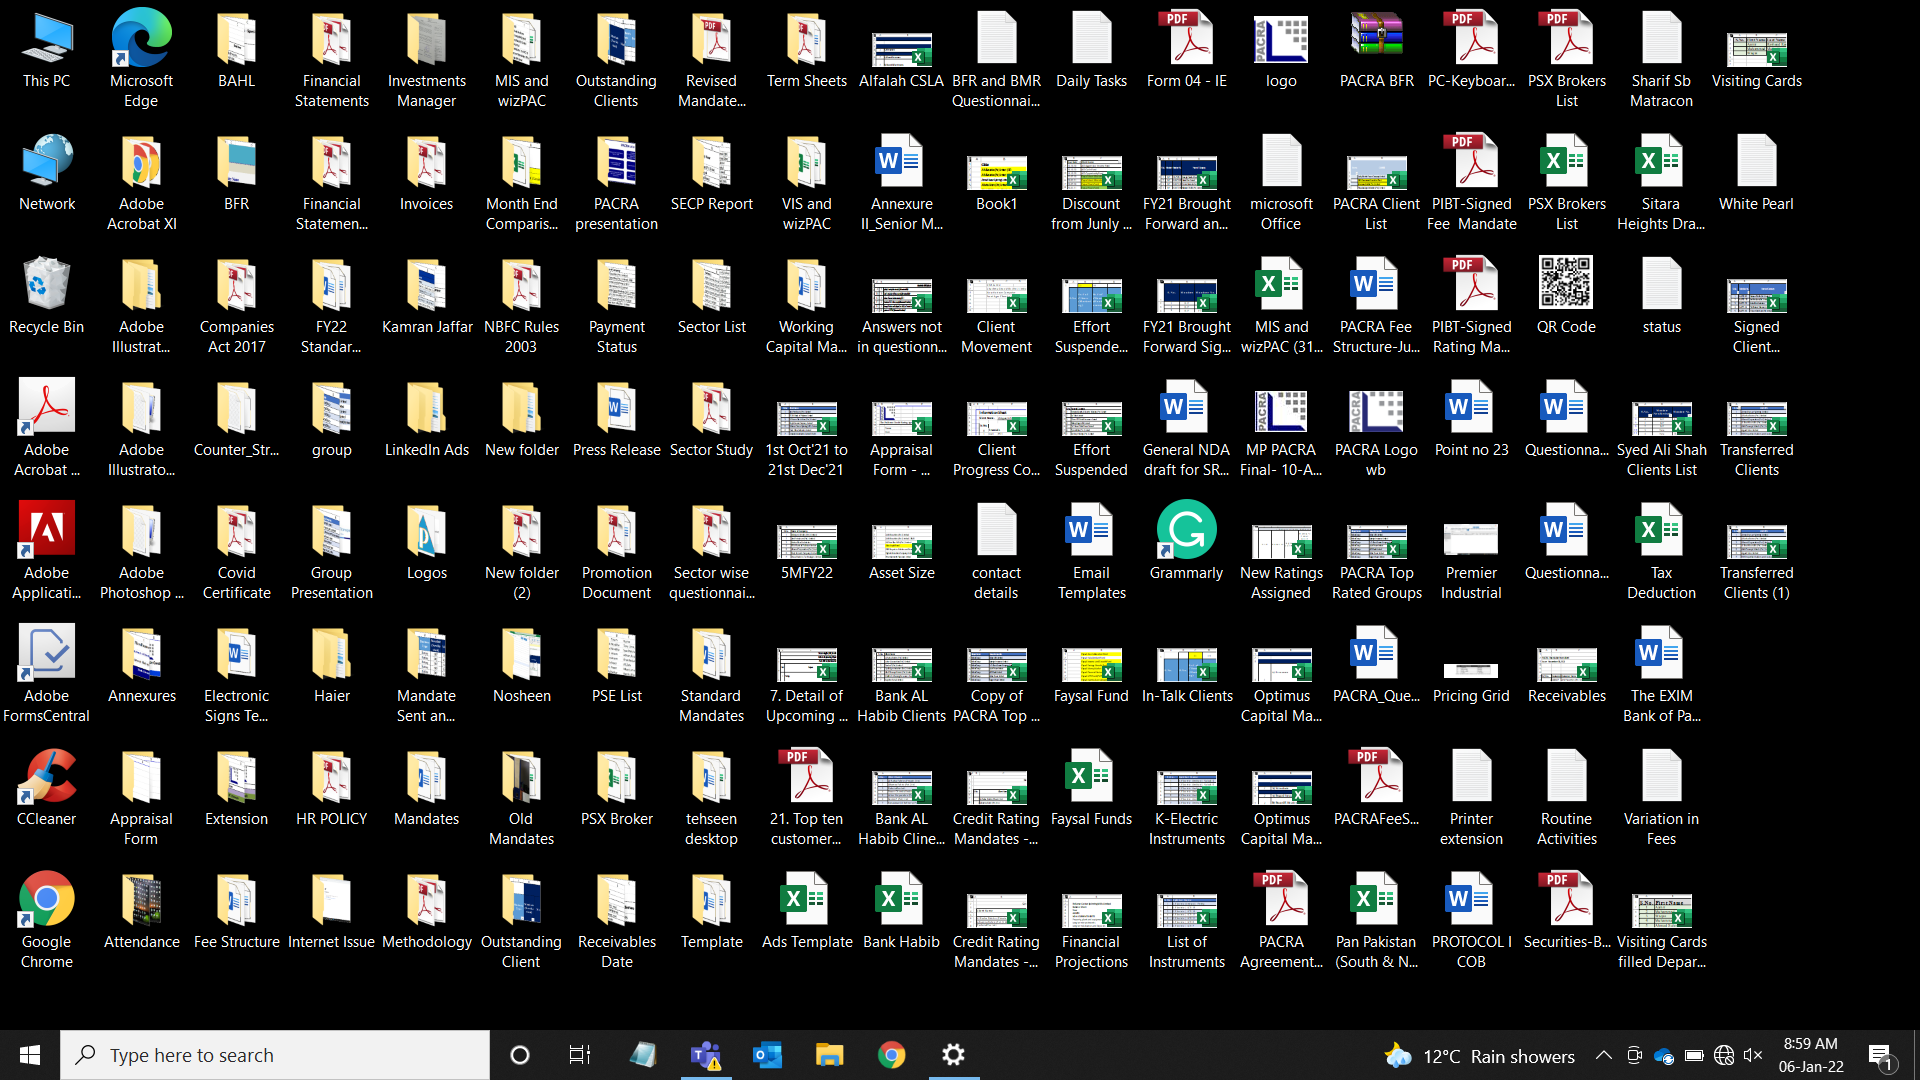 This PC
Microsoft
Edge
BAHL
Financial
Statements
Investments
Manager
MIS and
wizPAC
Outstanding
Clients
Revised
Mandate...
Term Sheets
Alfalah CSLA
BFR and BMR
Questionnai...
Daily Tasks
Form 04 - IE
logo
PACRA BFR
PC-Keyboar...
PSX Brokers
List
Sharif Sb
Matracon
Visiting Cards
Network
Adobe
Acrobat XI
BFR
Financial
Statemen...
Invoices
Month End
Comparis...
PACRA
presentation
SECP Report
VIS and
wizPAC
Annexure
II_Senior M...
Book1
Discount
from Junly ...
FY21 Brought
Forward an...
microsoft
Office
PACRA Client
List
PIBT-Signed
Fee  Mandate
PSX Brokers
List
Sitara
Heights Dra...
White Pearl
Recycle Bin
Adobe
Illustrat...
Companies
Act 2017
FY22
Standar...
Kamran Jaffar
NBFC Rules
2003
Payment
Status
Sector List
Working
Capital Ma...
Answers not
in questionn...
Client
Movement
Effort
Suspende...
FY21 Brought
Forward Sig...
MIS and
wizPAC (31...
PACRA Fee
Structure-Ju...
PIBT-Signed
Rating Ma...
QR Code
status
Signed
Client...
Adobe
Acrobat ...
Adobe
Illustrato...
Counter_Str...
group
LinkedIn Ads
New folder
Press Release
Sector Study
1st Oct'21 to
21st Dec'21
Appraisal
Form - ...
Client
Progress Co...
Effort
Suspended
General NDA
draft for SR...
MP PACRA
Final- 10-A...
PACRA Logo
wb
Point no 23
Questionna...
Syed Ali Shah
Clients List
Transferred
Clients
Adobe
Applicati...
Adobe
Photoshop ...
Covid
Certificate
Group
Presentation
Logos
New folder
(2)
Promotion
Document
Sector wise
questionnai...
5MFY22
Asset Size
contact
details
Email
Templates
Grammarly
New Ratings
Assigned
PACRA Top
Rated Groups
Premier
Industrial
Questionna...
Tax
Deduction
Transferred
Clients (1)
Adobe
FormsCentral
Annexures
Electronic
Signs Te...
Haier
Mandate
Sent an...
Nosheen
PSE List
Standard
Mandates
7. Detail of
Upcoming ...
Bank AL
Habib Clients
Copy of
PACRA Top ...
Faysal Fund
In-Talk Clients
Optimus
Capital Ma...
PACRA_Que...
Pricing Grid
Receivables
The EXIM
Bank of Pa...
CCleaner
Appraisal
Form
Extension
HR POLICY
Mandates
Old
Mandates
PSX Broker
tehseen
desktop
21. Top ten
customer...
Bank AL
Habib Cline...
Credit Rating
Mandates -...
Faysal Funds
K-Electric
Instruments
Optimus
Capital Ma...
PACRAFeeS...
Printer
extension
Routine
Activities
Variation in
Fees
Google
Chrome
Attendance
Fee Structure
Internet Issue
Methodology
Outstanding
Client
Receivables
Date
Template
Ads Template
Bank Habib
Credit Rating
Mandates -...
Financial
Projections
List of
Instruments
PACRA
Agreement...
Pan Pakistan
(South & N...
PROTOCOL I
COB
Securities-B...
Visiting Cards
filled Depar...
Type here to search
12°C  Rain showers
8:59 AM
06-Jan-22
1